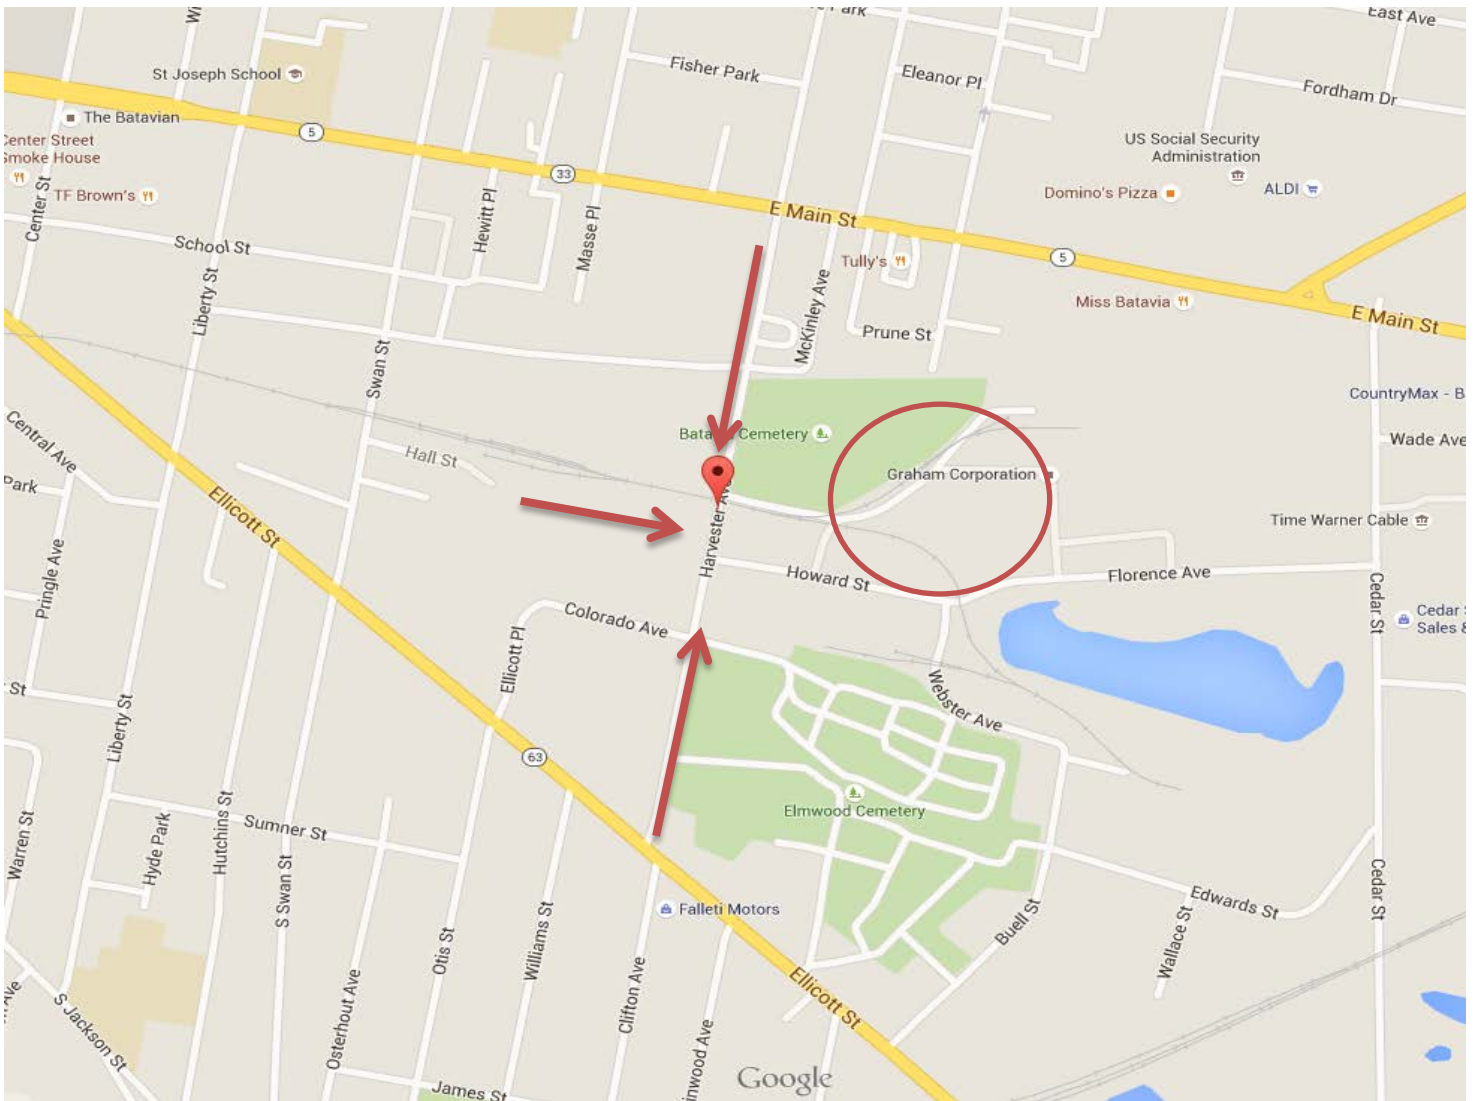 East Ave
St Joseph School
Fisher Park
Eleanor Pl
Fordham Dr
The Batavian
5
Center Street
Smoke House
US Social Security
Administration
33
TF Brown's
Domino's Pizza
ALDI
Center St
Hewitt Pl
Masse Pl
E Main St
School St
Tully's
5
Liberty St
McKinley Ave
Miss Batavia
E Main St
Prune St
Swan St
CountryMax - B
Central Ave
Cemetery
Wade Ave
Hall St
Park
Graham Corporation
Ellicott St
Time Warner Cable
Harvester Ave
Pringle Ave
Howard St
Florence Ave
Colorado Ave
Cedar St
Cedar
Sales &
Ellicott Pl
St
Webster Ave
Liberty St
63
Elmwood Cemetery
Warren St
Hyde Park
Hutchins St
Sumner St
S Swan St
Cedar St
Edwards St
Falleti Motors
Buell St
Otis St
Williams St
Wallace St
Clifton Ave
Ellicott St
Osterhout Ave
S Jackson St
inwood Ave
Google
James St